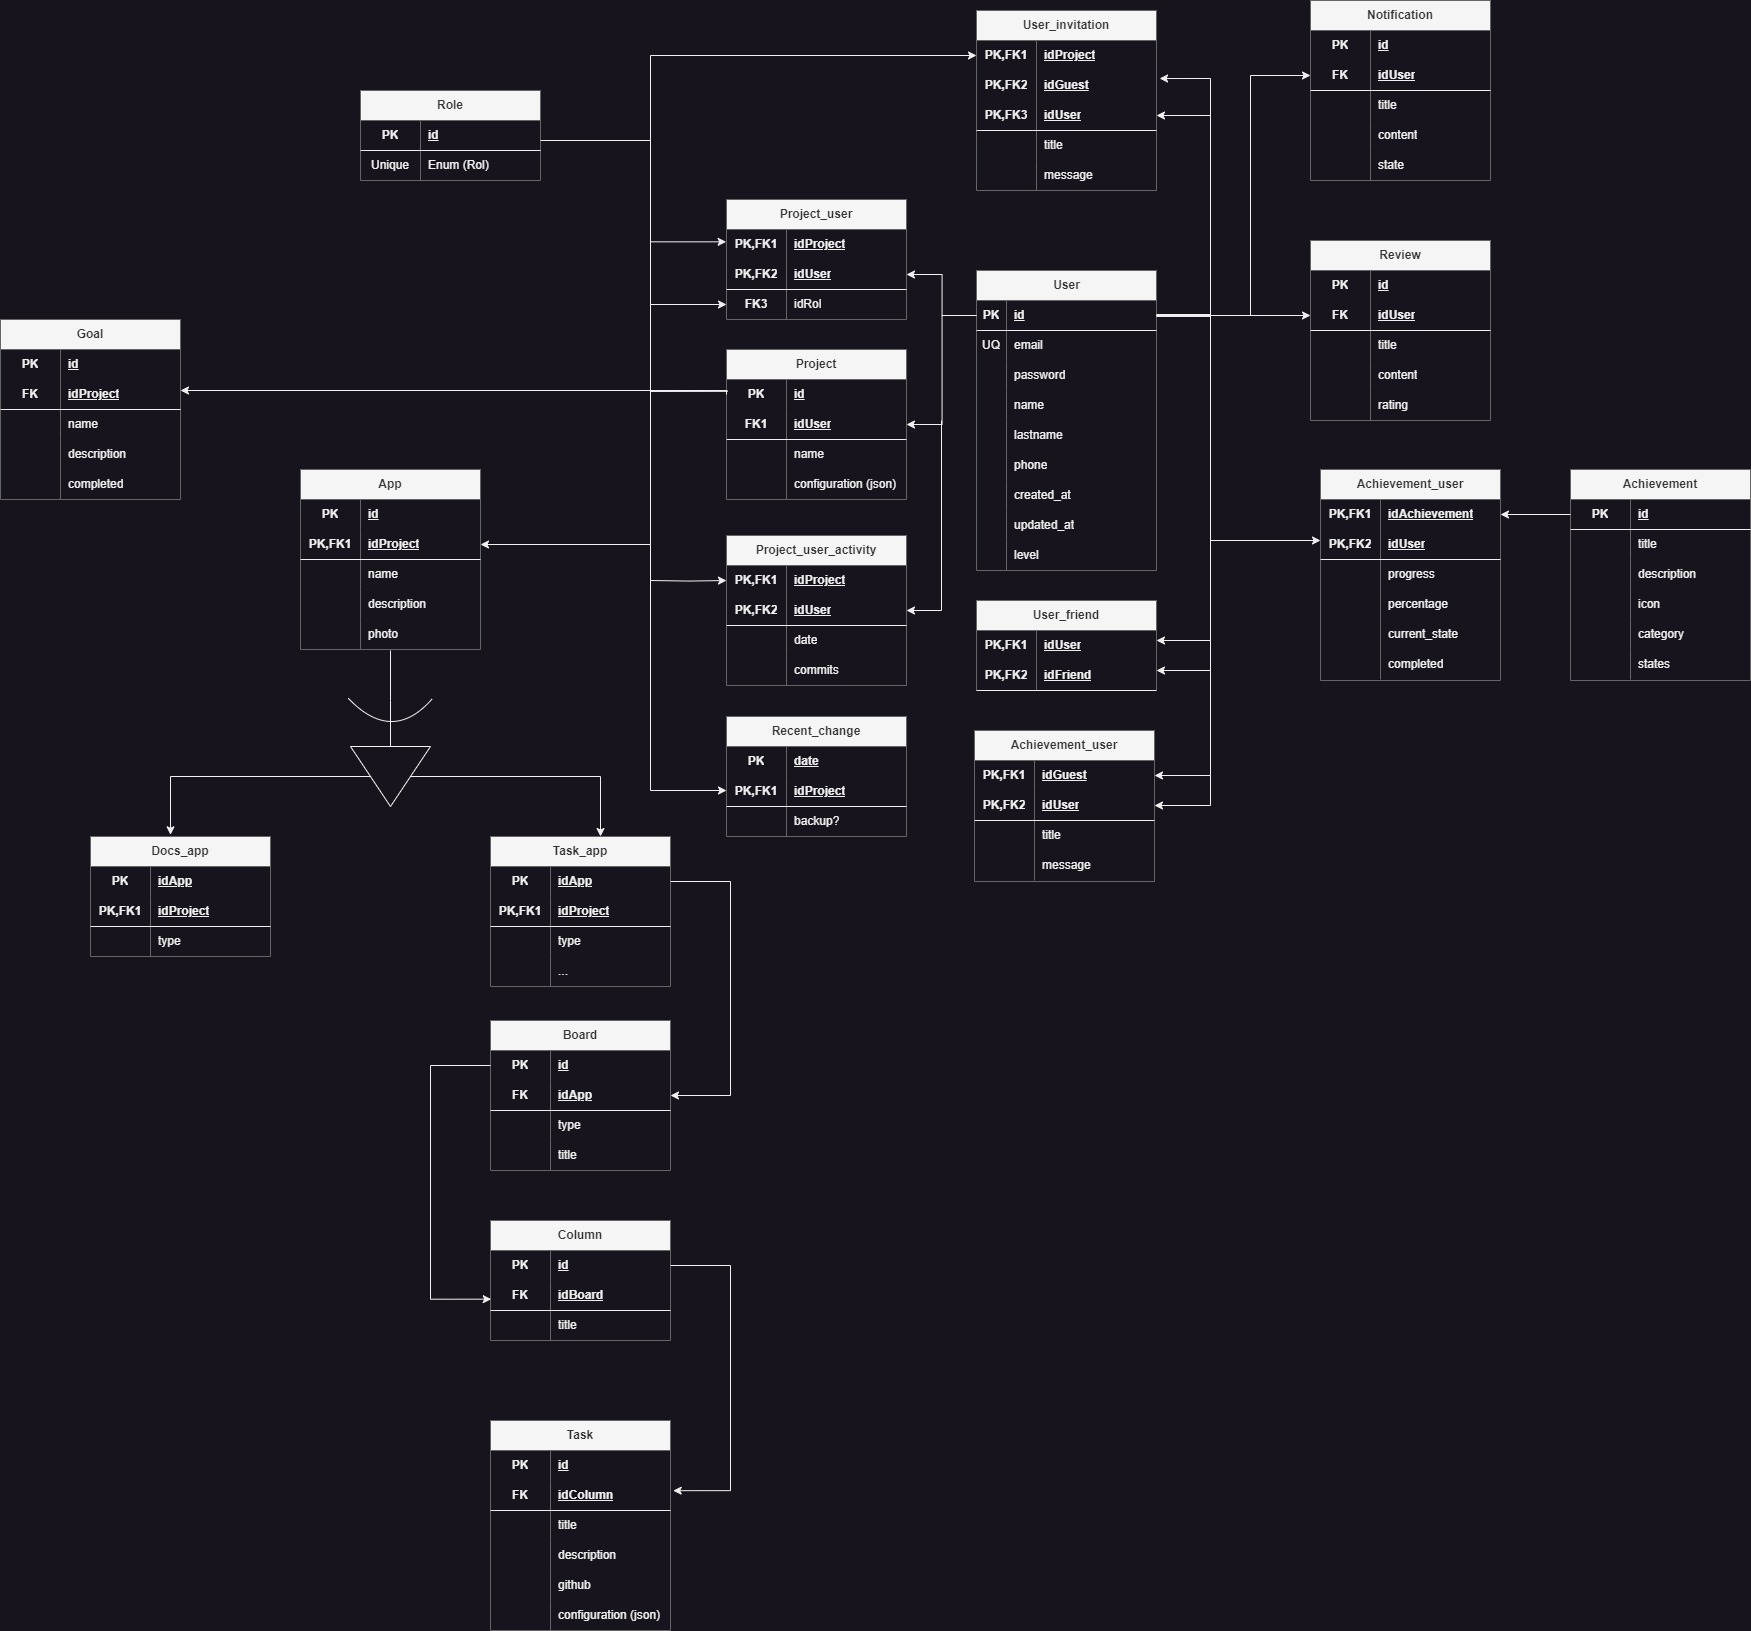 User_invitation
PK,FK1 idProject
PK,FK2 idGuest
PK,FK3 idUser
title
message
Notification
PK id
FK idUser
title
content
state
Role
PK id
Unique Enum (Rol)
Project_user
PK,FK1 idProject
PK,FK2 idUser
FK3 idRol
User
PK id
UQ email
password
name
lastname
phone
created_at
updated_at
level
Review
PK id
FK idUser
title
content
rating
Goal
PK id
FK idProject
name
description
completed
Project
PK id
FK1 idUser
name
configuration (json)
App
PK id
PK,FK1 idProject
name
description
photo
Project_user_activity
PK,FK1 idProject
PK,FK2 idUser
date
commits
Achievement_user
PK,FK1 idAchievement
PK,FK2 idUser
progress
percentage
current_state
completed
Achievement
PK id
title
description
icon
category
states
User_friend
PK,FK1 idUser
PK,FK2 idFriend
Recent_change
PK date
PK,FK1 idProject
backup?
Achievement_user
PK,FK1 idGuest
PK,FK2 idUser
title
message
Docs_app
PK idApp
PK,FK1 idProject
type
Task_app
PK idApp
PK,FK1 idProject
type
...
Board
PK id
FK idApp
type
title
Column
PK id
FK idBoard
title
Task
PK id
FK idColumn
title
description
github
configuration (json)